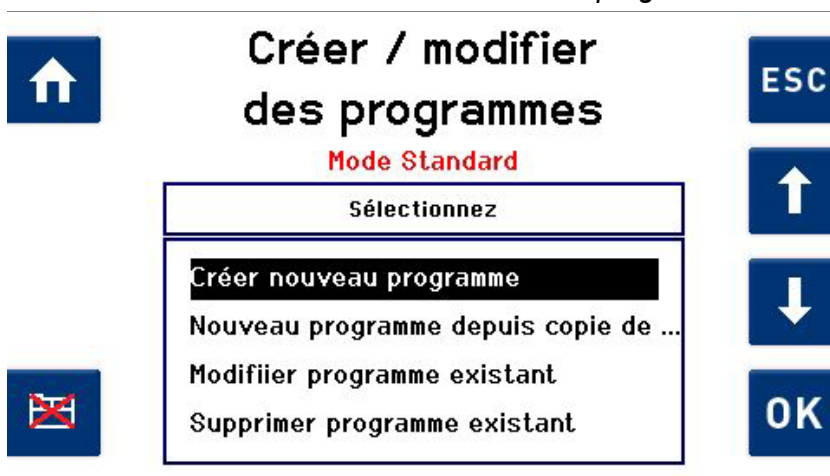 Créer / modifier
des programmes
Mode Standard
Sélectionnez
Créer nouveau programme
Nouveau programme depuis copie de ...
Modifiier programme existant
Supprimer programme existant
ESC
OK